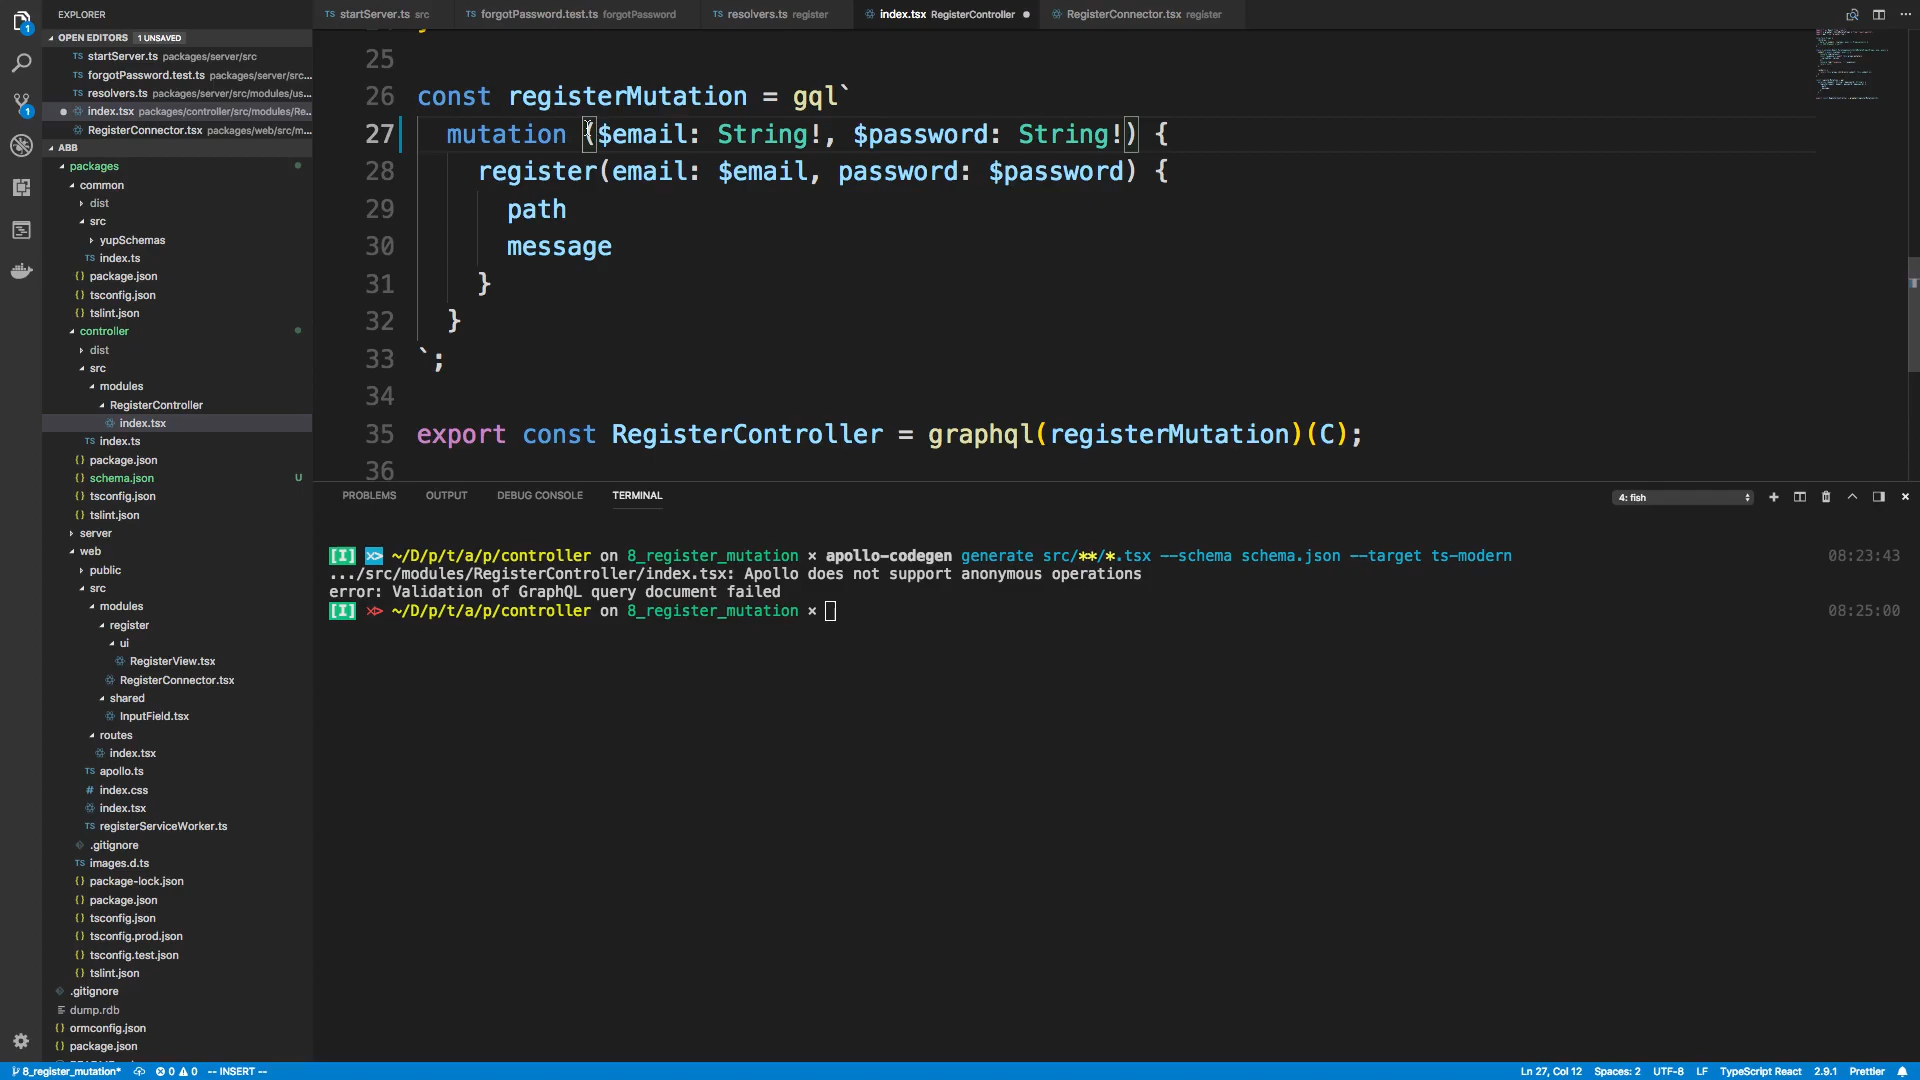 EXPLORER
OPEN EDITORS 1 UNSAVED
TS startServer.ts packages/server/src
TS forgotPassword.test.ts packages/server/src...
TS resolvers.ts packages/server/src/modules/us...
index.tsx packages/controller/src/modules/Re...
RegisterConnector.tsx packages/web/src/m...
ABB
packages
common
dist
src
yupSchemas
TS index.ts
{} package.json
{} tsconfig.json
{} tslint.json
controller
dist
src
modules
RegisterController
index.tsx
TS index.ts
{} package.json
{} schema.json U
{} tsconfig.json
{} tslint.json
server
web
public
src
modules
register
ui
RegisterView.tsx
RegisterConnector.tsx
shared
InputField.tsx
routes
index.tsx
TS apollo.ts
# index.css
index.tsx
TS registerServiceWorker.ts
.gitignore
TS images.d.ts
{} package-lock.json
{} package.json
{} tsconfig.json
{} tsconfig.prod.json
{} tsconfig.test.json
{} tslint.json
.gitignore
dump.rdb
{} ormconfig.json
{} package.json
TS startServer.ts src
TS forgotPassword.test.ts forgotPassword
TS resolvers.ts register
index.tsx RegisterController
RegisterConnector.tsx register
25
26 const registerMutation = gql`
27 mutation ($email: String!, $password: String!) {
28 register(email: $email, password: $password) {
29 path
30 message
31 }
32 }
33 `;
34
35 export const RegisterController = graphql(registerMutation)(C);
36
PROBLEMS OUTPUT DEBUG CONSOLE TERMINAL 4: fish
[I] >> ~/D/p/t/a/p/controller on 8_register_mutation × apollo-codegen generate src/**/*.tsx --schema schema.json --target ts-modern 08:23:43
.../src/modules/RegisterController/index.tsx: Apollo does not support anonymous operations
error: Validation of GraphQL query document failed
[I] >> ~/D/p/t/a/p/controller on 8_register_mutation × 08:25:00
8_register_mutation* 0 0 -- INSERT -- Ln 27, Col 12 Spaces: 2 UTF-8 LF TypeScript React 2.9.1 Prettier